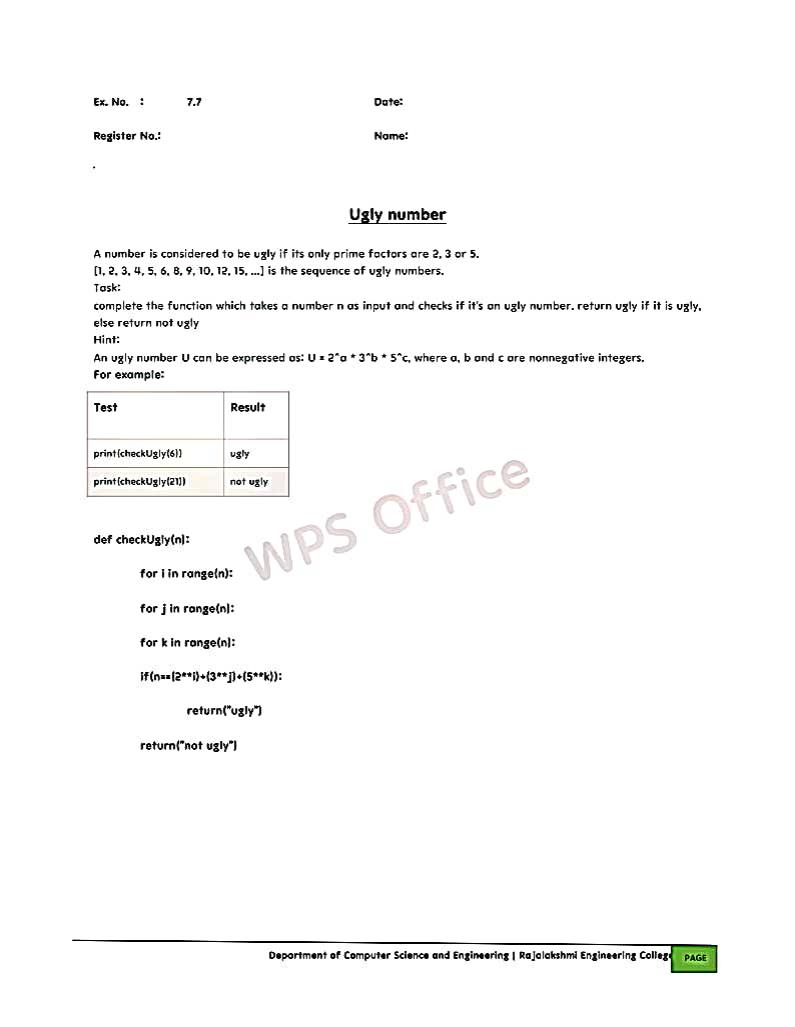 Ex. No. : 7.7 Date:
Register No.: Name:
.
Ugly number
A number is considered to be ugly if its only prime factors are 2, 3 or 5.
[1, 2, 3, 4, 5, 6, 8, 9, 10, 12, 15, ...] is the sequence of ugly numbers.
Task:
complete the function which takes a number n as input and checks if it's an ugly number. return ugly if it is ugly,
else return not ugly
Hint:
An ugly number U can be expressed as: U = 2^a * 3^b * 5^c, where a, b and c are nonnegative integers.
For example:
Test Result
print(checkUgly(6)) ugly
print(checkUgly(21)) not ugly
WPS Office
def checkUgly(n):
for i in range(n):
for j in range(n):
for k in range(n):
if(n==(2**i)+(3**j)+(5**k)):
return("ugly")
return("not ugly")
Department of Computer Science and Engineering | Rajalakshmi Engineering College PAGE